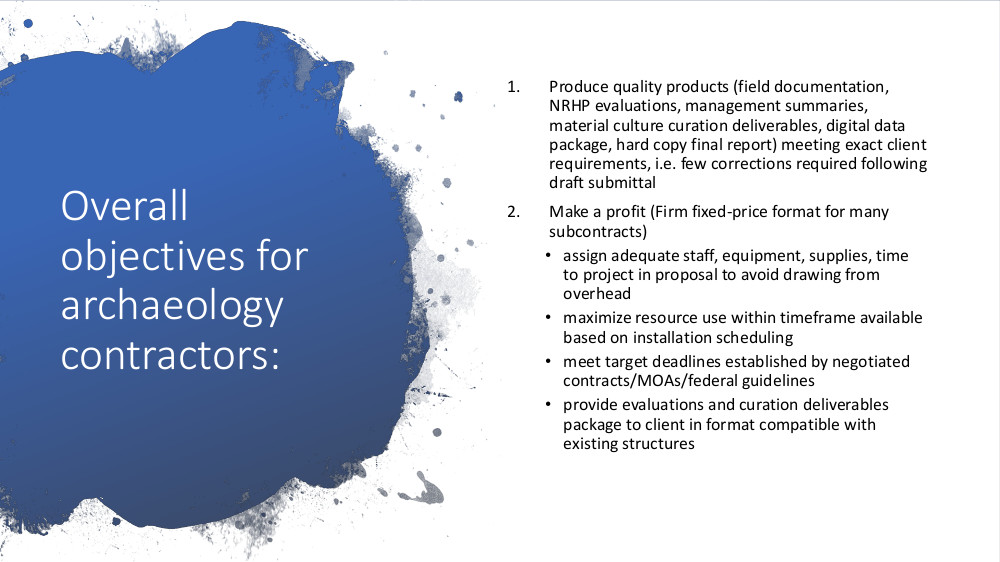 Overall
objectives for
archaeology
contractors:
1. Produce quality products (field documentation,
NRHP evaluations, management summaries,
material culture curation deliverables, digital data
package, hard copy final report) meeting exact client
requirements, i.e. few corrections required following
draft submittal
2. Make a profit (Firm fixed-price format for many
subcontracts)
• assign adequate staff, equipment, supplies, time
to project in proposal to avoid drawing from
overhead
• maximize resource use within timeframe available
based on installation scheduling
• meet target deadlines established by negotiated
contracts/MOAs/federal guidelines
• provide evaluations and curation deliverables
package to client in format compatible with
existing structures